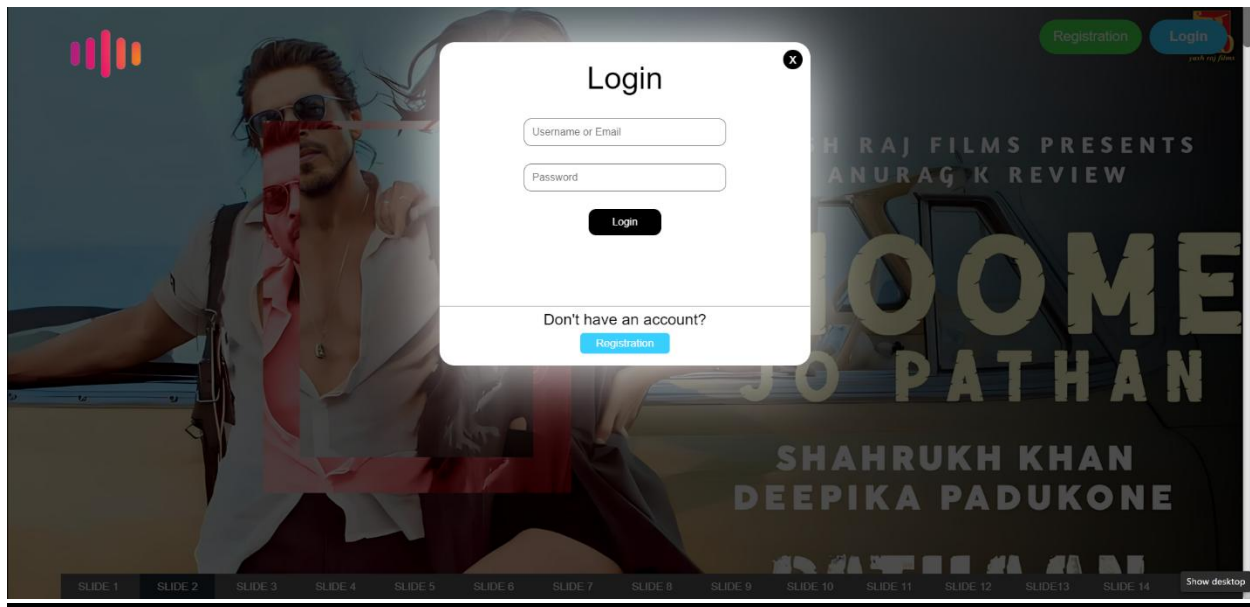 Registration
LogIn
yash raj films
X
Login
Username or Email
Password
Login
Don't have an account?
Registration
H RAJ FILMS PRESENTS
ANURAG K REVIEW
HOOME
JO PATHAN
SHAHRUKH KHAN
DEEPIKA PADUKONE
SLIDE 1 SLIDE 2 SLIDE 3 SLIDE 4 SLIDE 5 SLIDE 6 SLIDE 7 SLIDE 8 SLIDE 9 SLIDE 10 SLIDE 11 SLIDE 12 SLIDE13 SLIDE 14
Show desktop